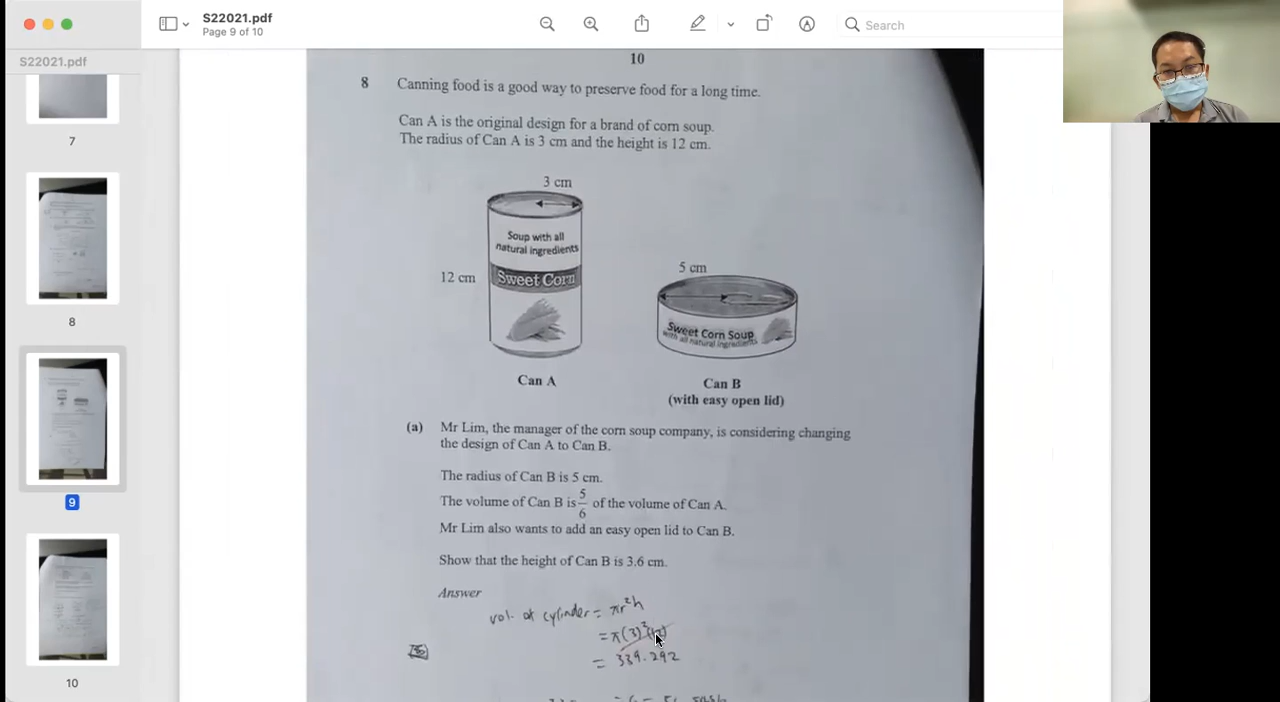 S22021.pdf
Page 9 of 10
Search
S22021.pdf
7
8
9
10
10
8 Canning food is a good way to preserve food for a long time.
Can A is the original design for a brand of corn soup.
The radius of Can A is 3 cm and the height is 12 cm.
3 cm
Soup with all
natural ingredients
12 cm
Sweet Corn
5 cm
Sweet Corn Soup
with all natural ingredients
Can A
Can B
(with easy open lid)
(a) Mr Lim, the manager of the corn soup company, is considering changing
the design of Can A to Can B.
The radius of Can B is 5 cm.
The volume of Can B is 5/6 of the volume of Can A.
Mr Lim also wants to add an easy open lid to Can B.
Show that the height of Can B is 3.6 cm.
Answer
vol. of cylinder = πr²h
= π(3)²(12)
= 339.292